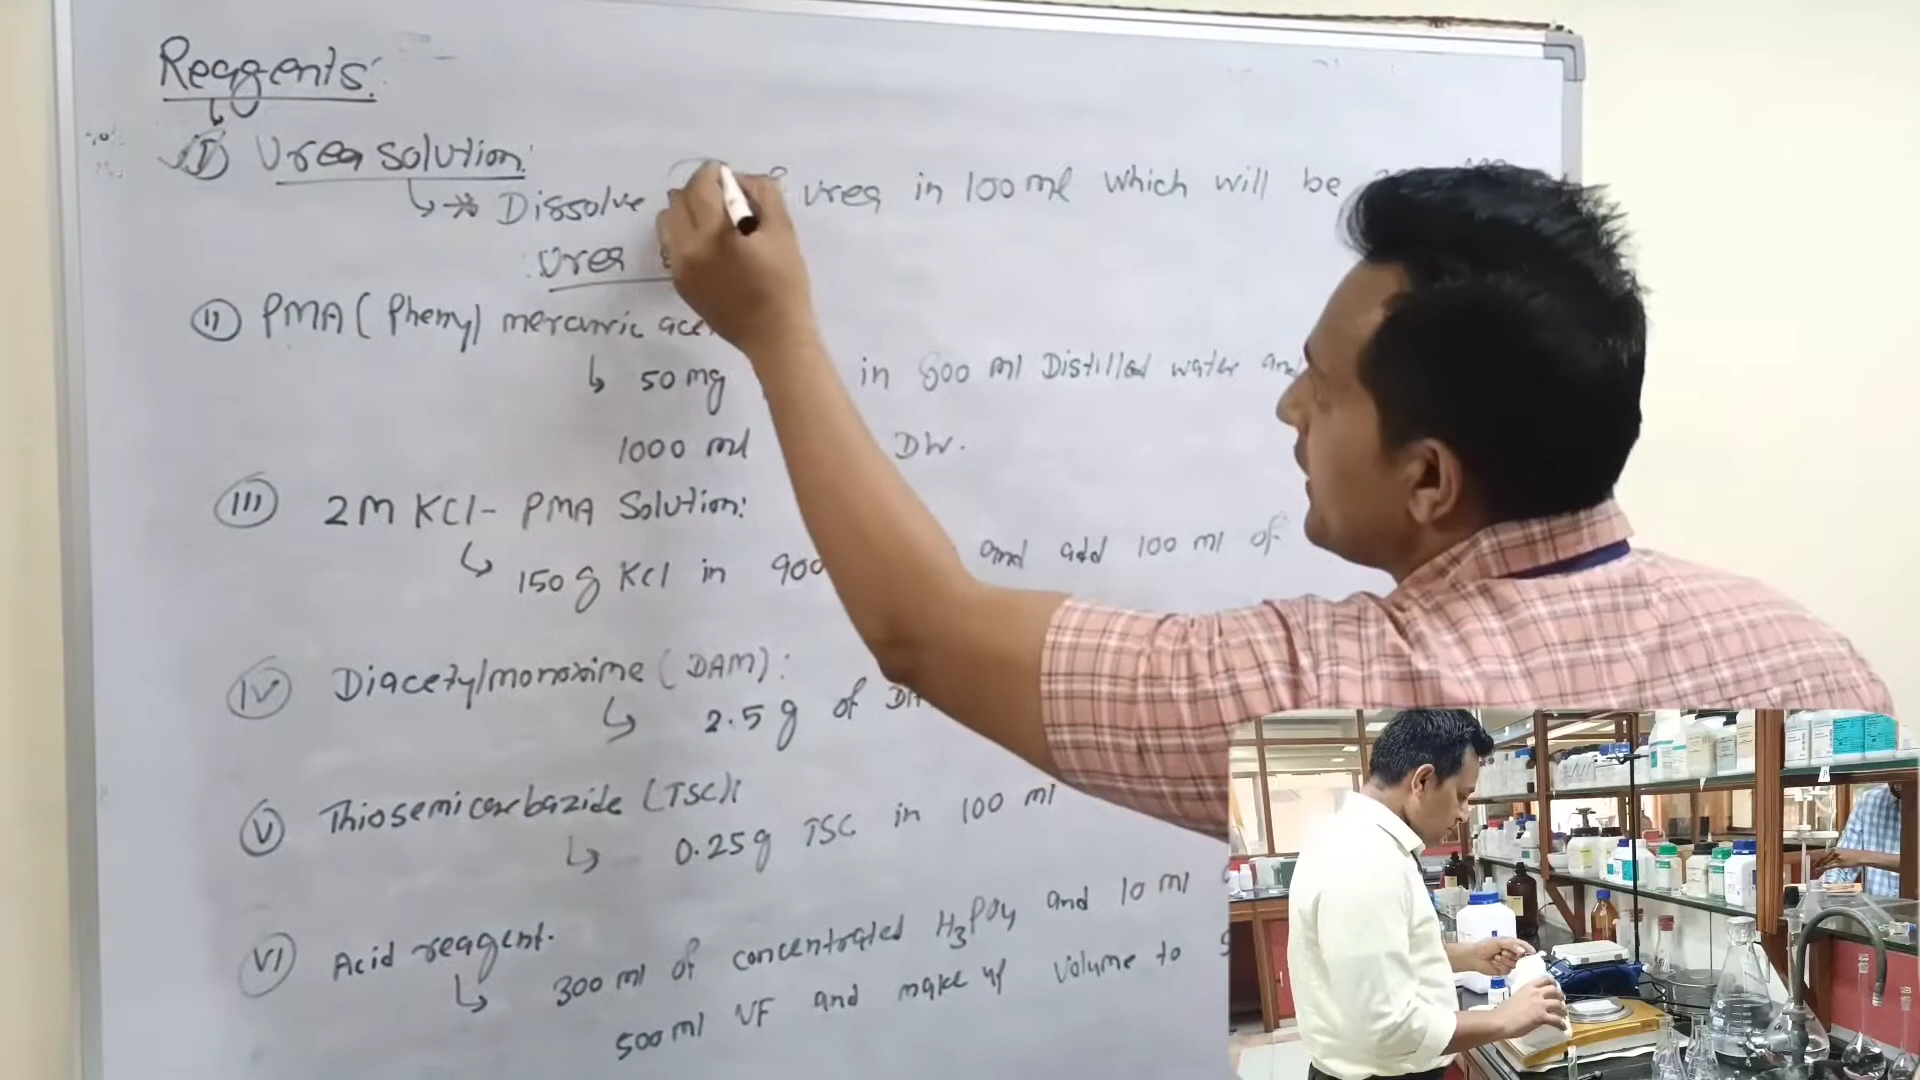 Reagents:
I) Urea solution:
Dissolve urea in 100 ml which will be
Urea
II PMA (Phenyl mercuric
50 mg in 800 ml Distilled water and
1000 ml DW.
III 2M KCl- PMA Solution:
150 g KCl in 900 and add 100 ml of
IV Diacetylmonoxime (DAM):
2.5 g of
V Thiosemicarbazide (TSC):
0.25g TSC in 100 ml
VI Acid reagent.
300 ml of concentrated H3PO4 and 10 ml
500 ml VF and make up volume to